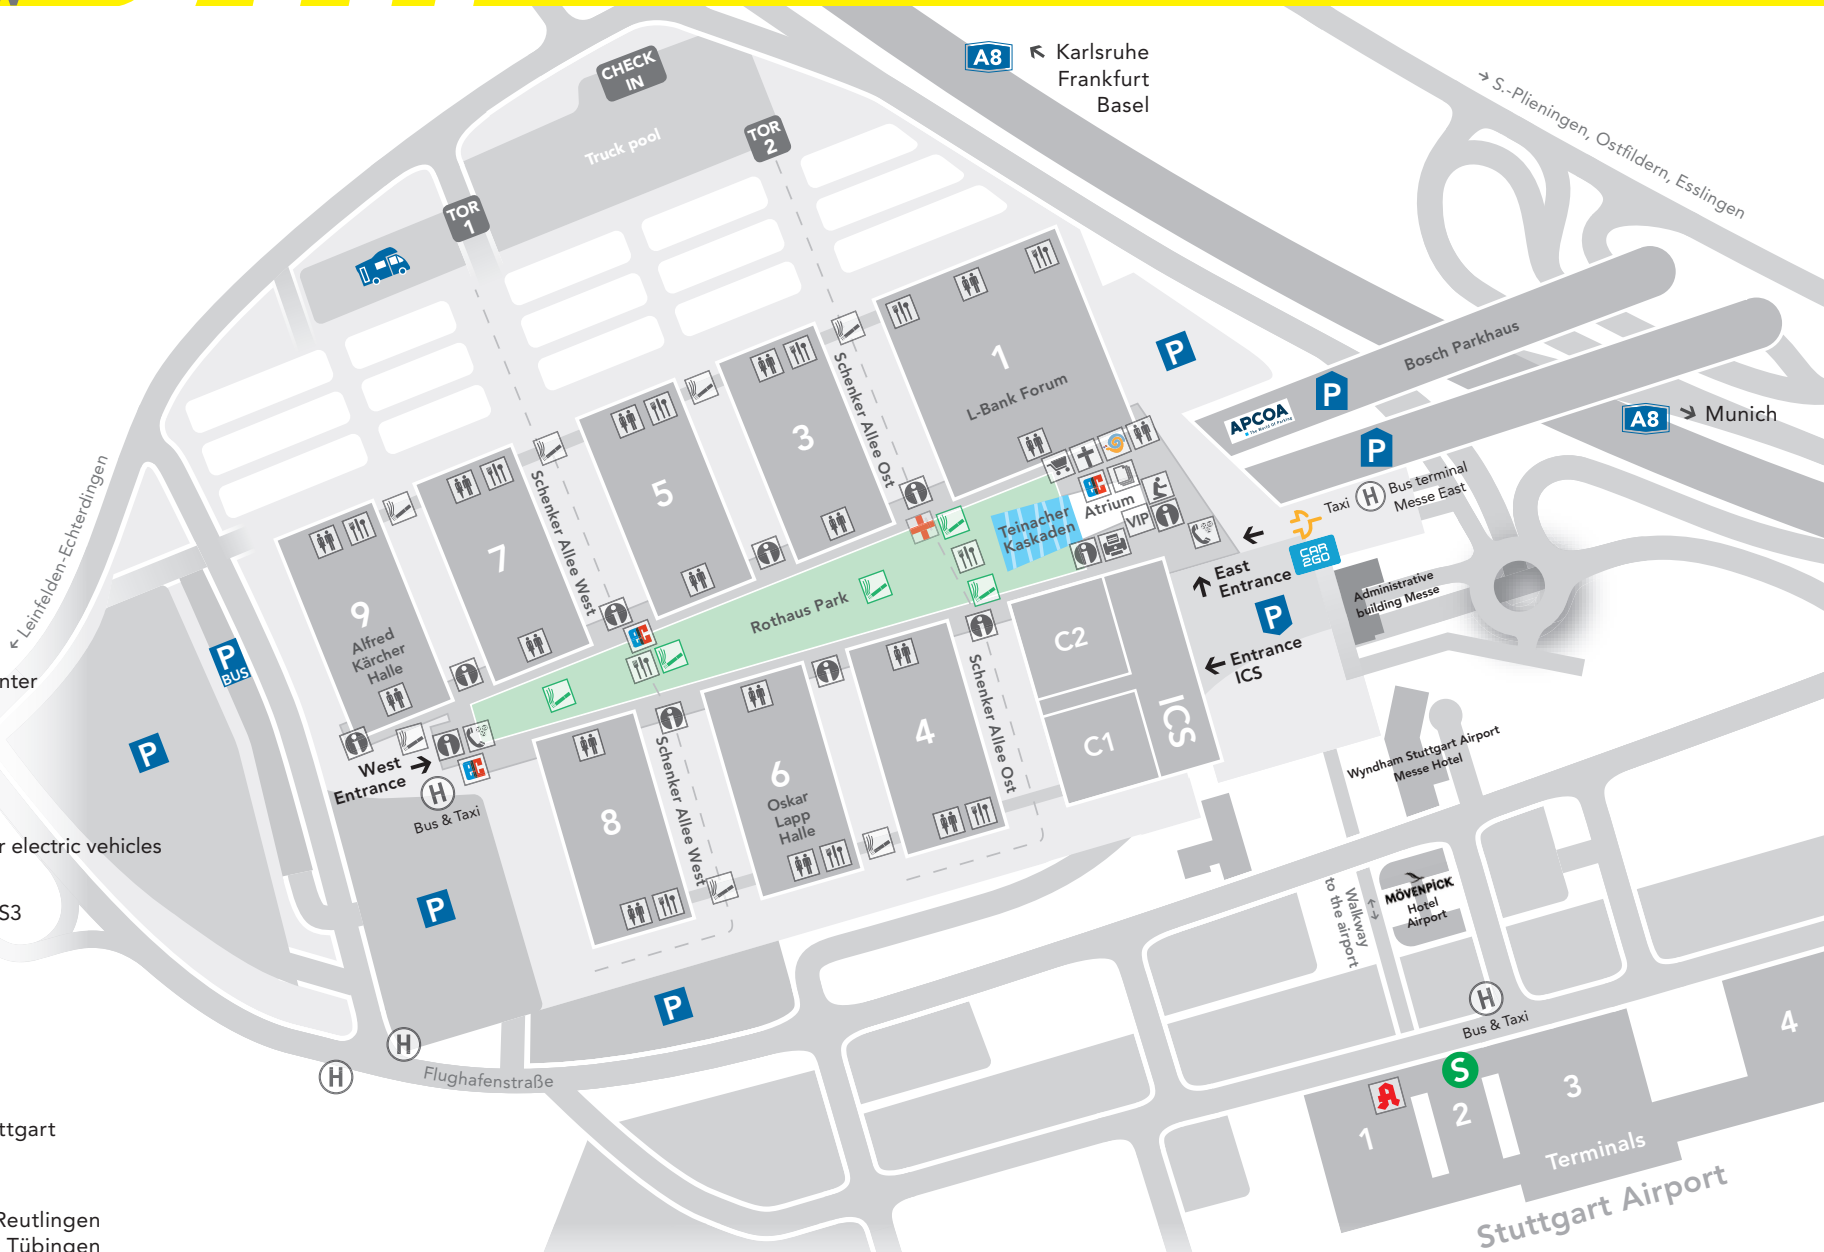 CHECK
IN
TOR
2
TOR
1
Truck pool
A8
Karlsruhe
Frankfurt
Basel
S.-Plieningen, Ostfildern, Esslingen
Bosch Parkhaus
P
P
P
APCOA
A8
Munich
Bus terminal
Messe East
Taxi
H
CAR
2GO
East
Entrance
P
Entrance
ICS
Administrative
building Messe
Wyndham Stuttgart Airport
Messe Hotel
1
L-Bank Forum
Schenker Allee Ost
3
5
Schenker Allee West
7
9
Alfred
Kärcher
Halle
EC
Atrium
VIP
Teinacher
Kaskaden
Rothaus Park
EC
C2
C1
ICS
Schenker Allee Ost
4
6
Oskar
Lapp
Halle
Schenker Allee West
8
EC
West
Entrance
H
Bus & Taxi
Leinfelden-Echterdingen
P
BUS
P
P
P
nter
r electric vehicles
S3
H
H
Flughafenstraße
ttgart
Reutlingen
Tübingen
Walkway
to the airport
MÖVENPICK
Hotel
Airport
H
Bus & Taxi
S
A
1
2
3
4
Terminals
Stuttgart Airport